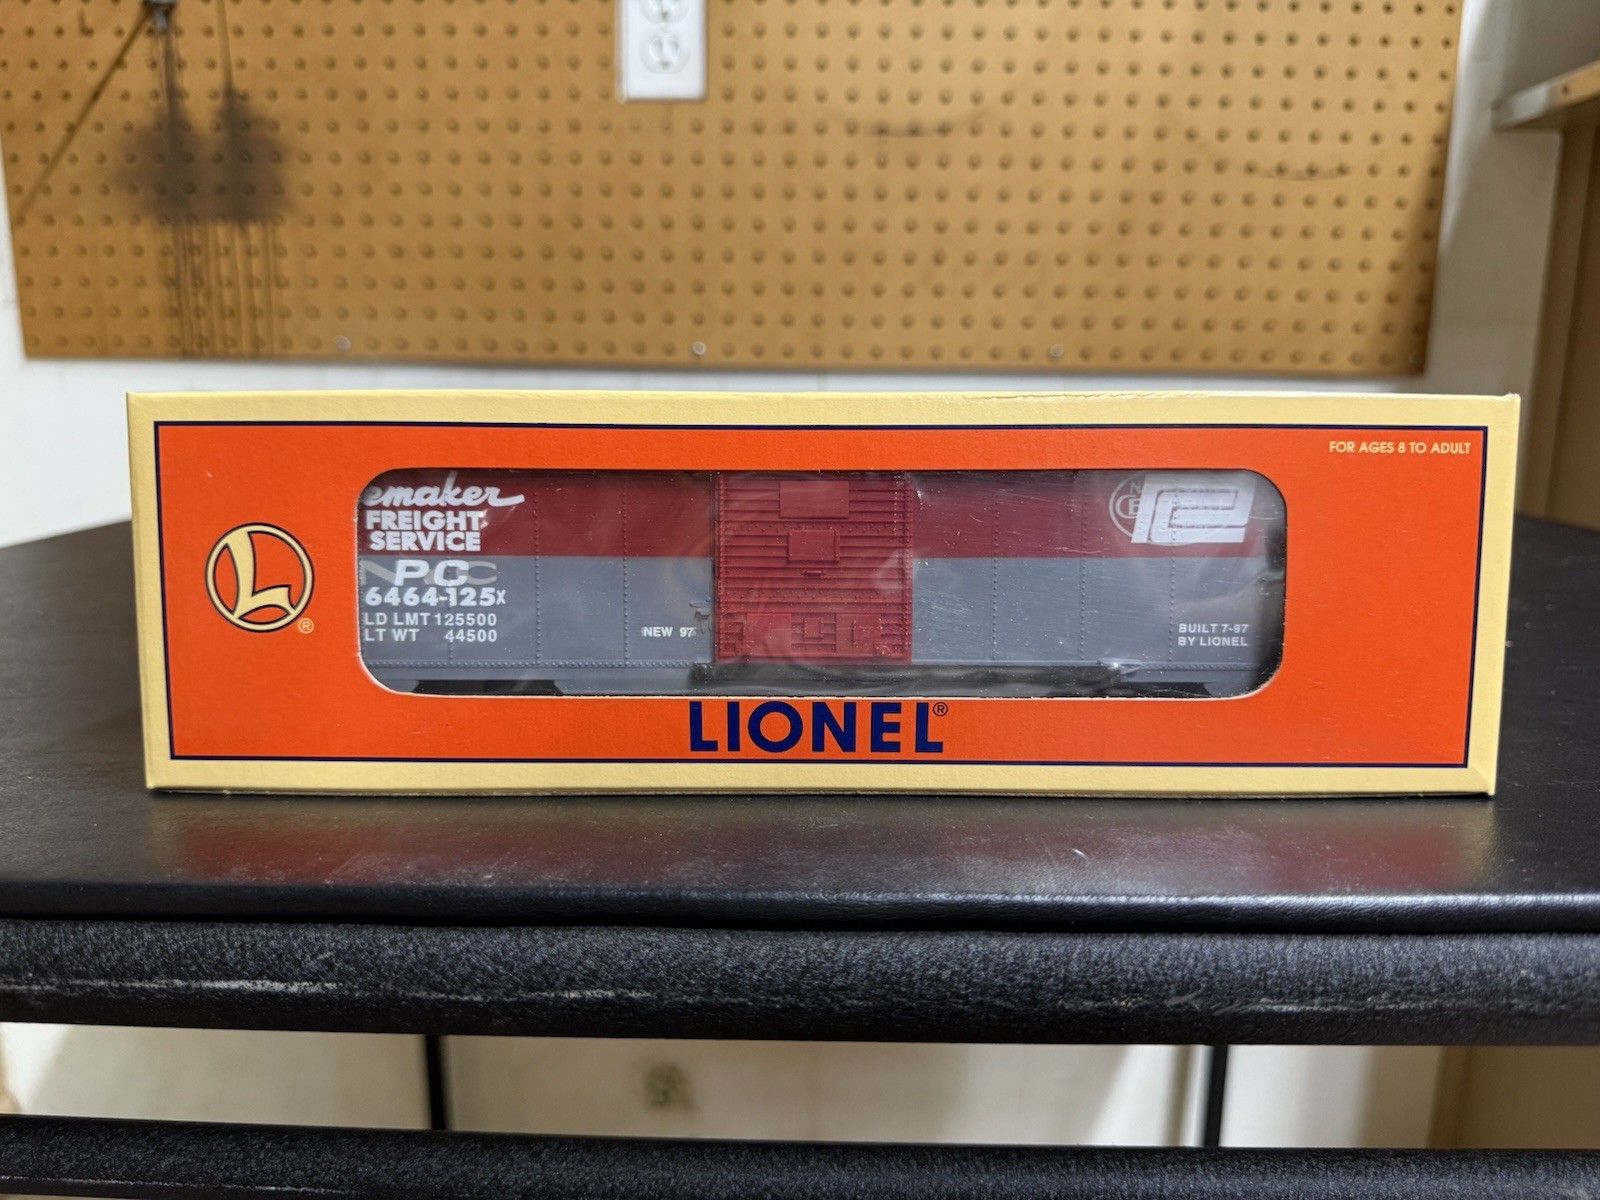 FOR AGES 8 TO ADULT
L®
emaker
FREIGHT
SERVICE
PC
6464-125X
LD LMT 125500
LT WT 44500
NEW 97
BUILT 7-97
BY LIONEL
LIONEL®